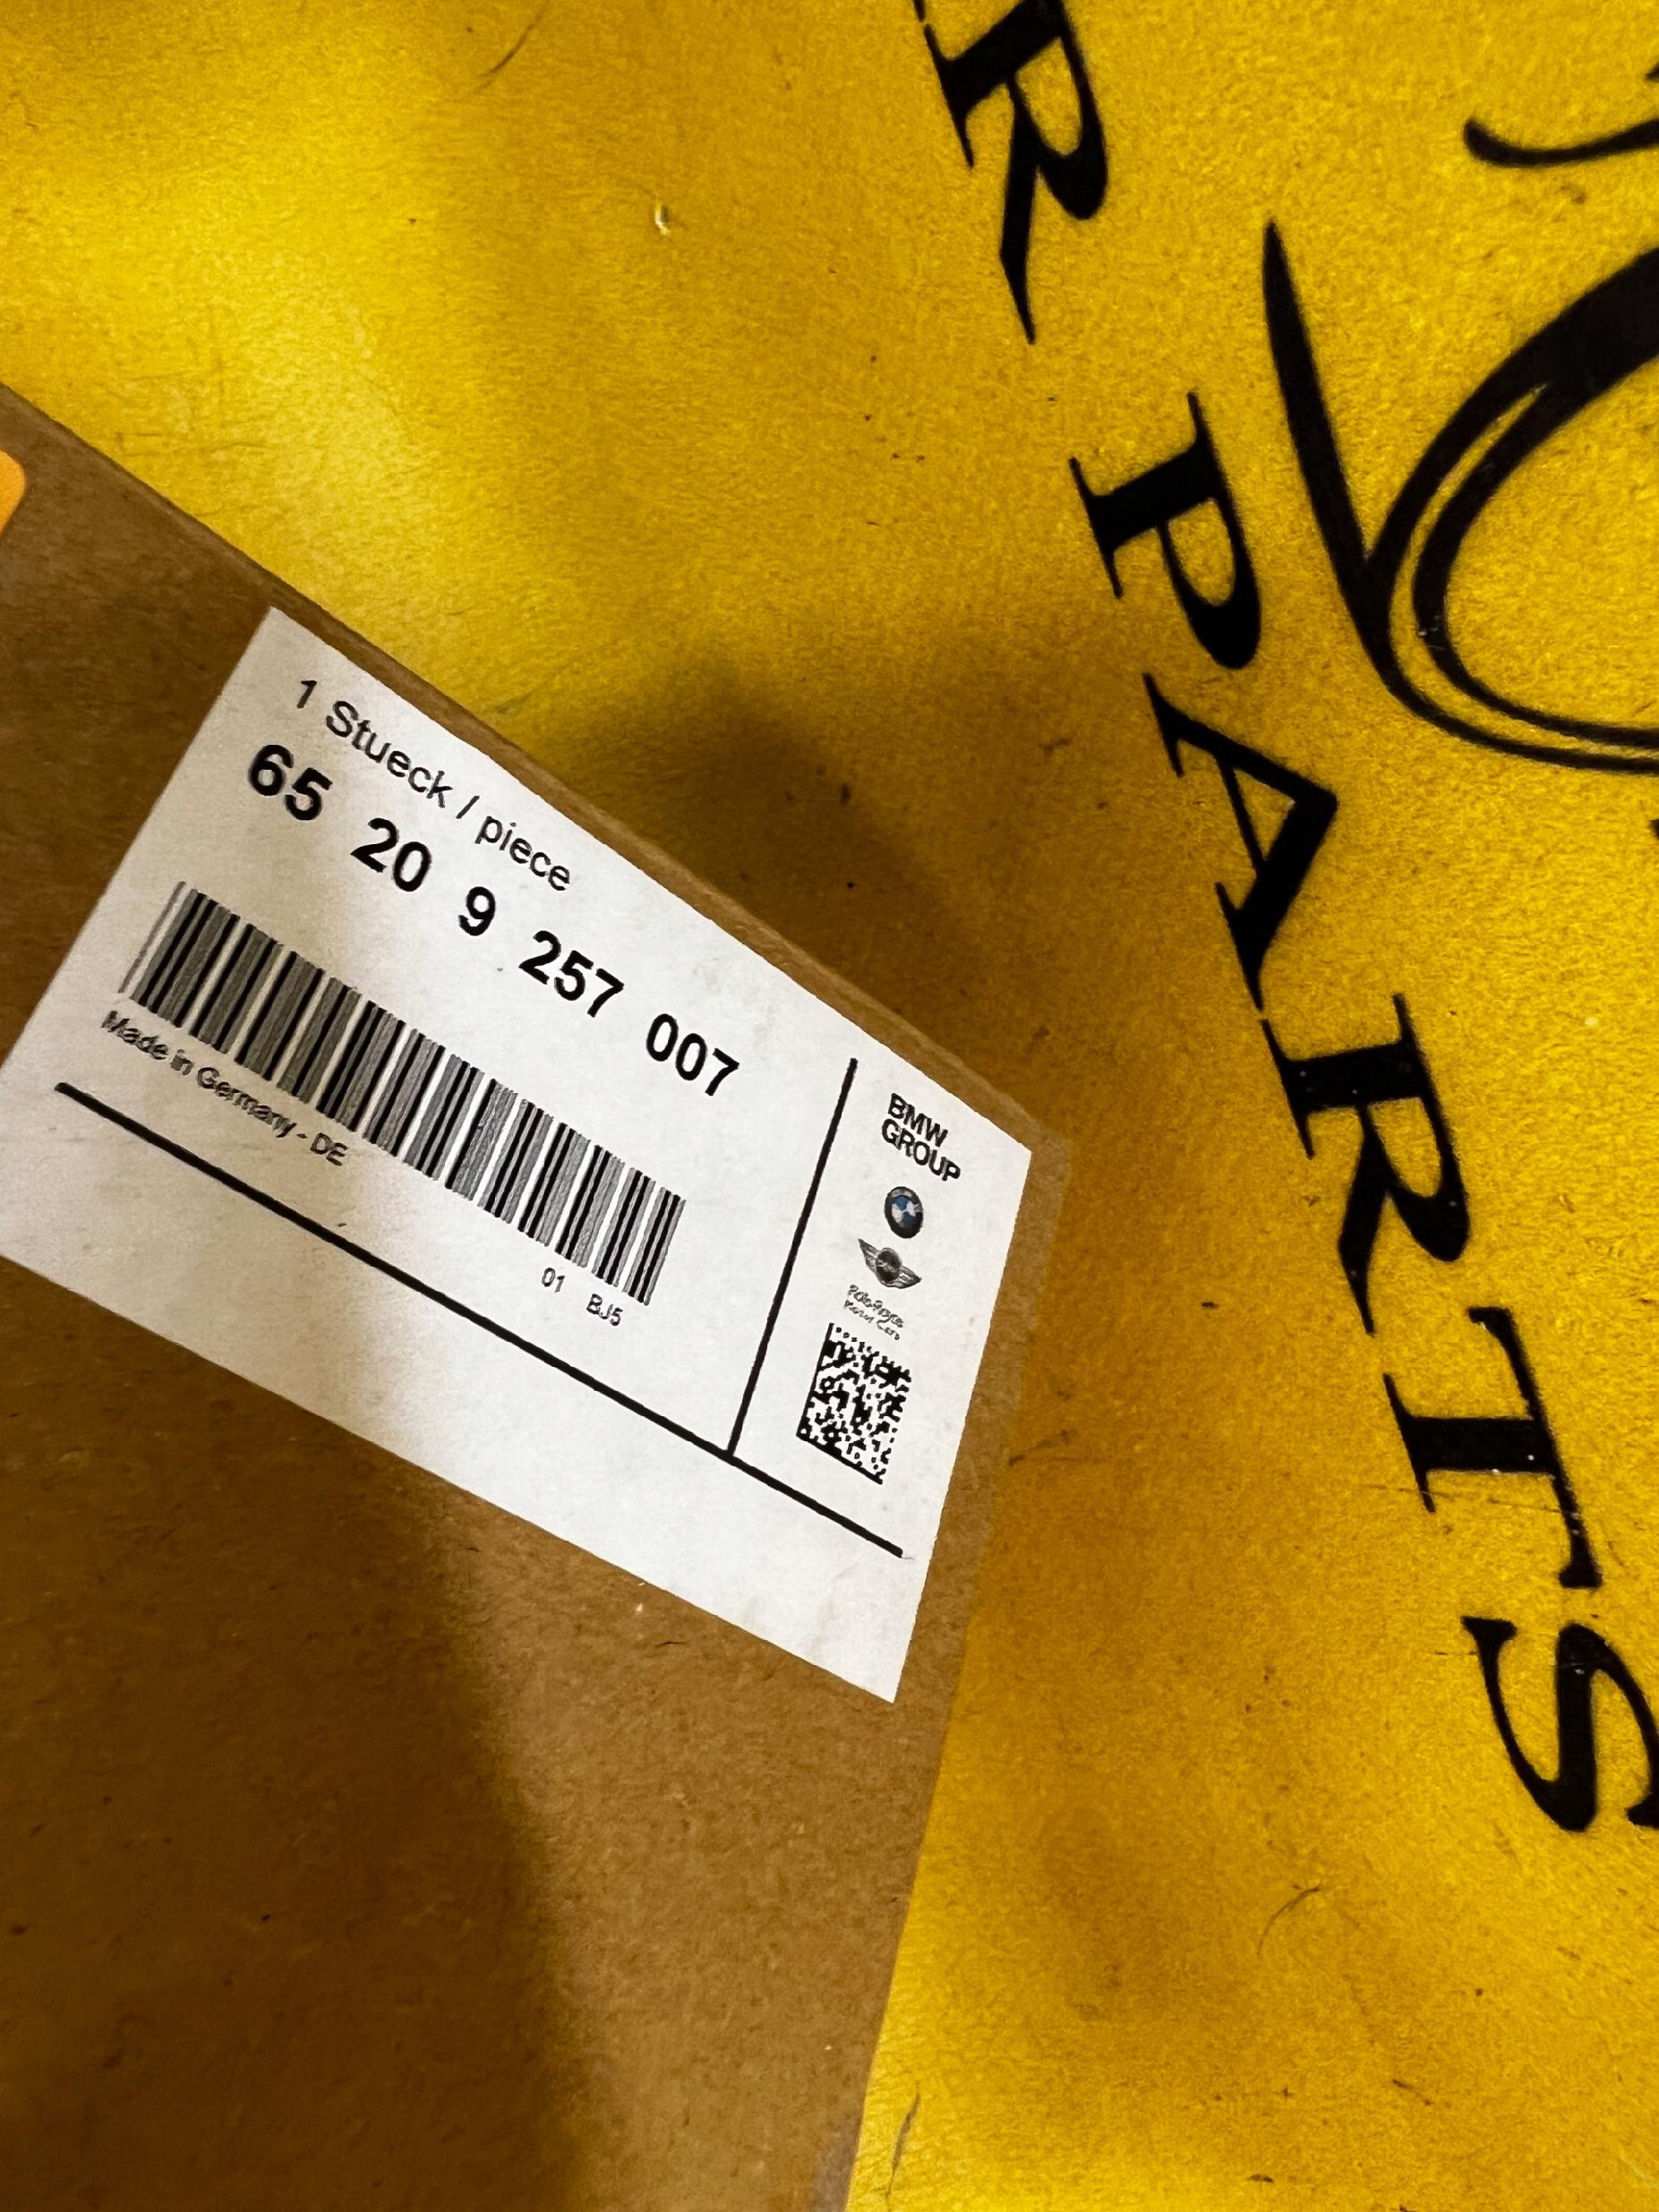 1 Stueck / piece
65 20 9 257 007
Made in Germany - DE
01 BJ5
BMW
GROUP
Rolls-Royce
Motor Cars
R PARTS